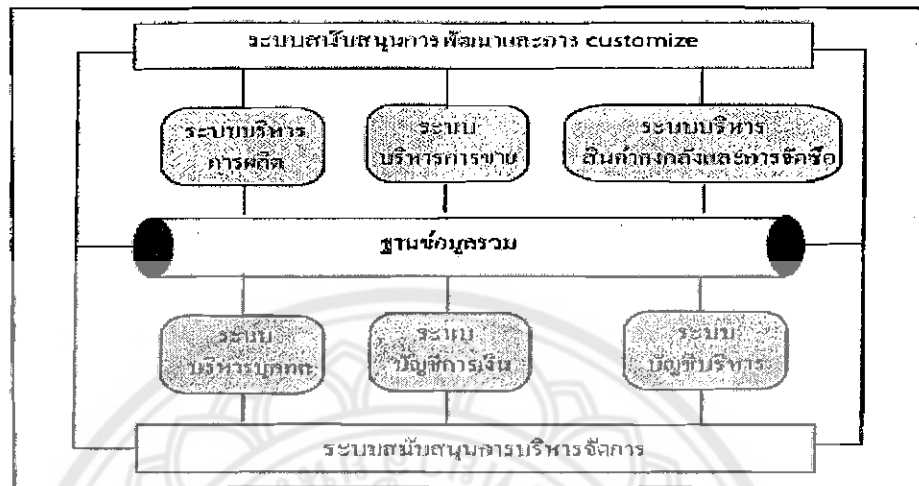 ระบบสนับสนุนการพัฒนาและการ customize
ระบบบริหาร
การผลิต
ระบบ
บริหารการขาย
ระบบบริหาร
สินค้าคงคลังและการจัดซื้อ
ฐานข้อมูลรวม
ระบบ
บริหารบุคคล
ระบบ
บัญชีการเงิน
ระบบ
บัญชีบริหาร
ระบบสนับสนุนการบริหารจัดการ